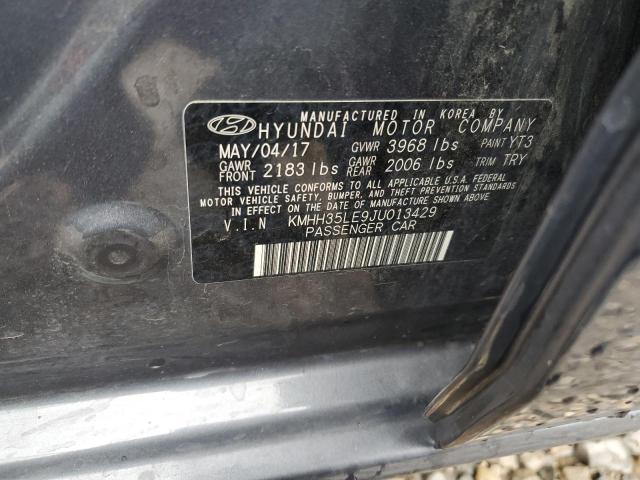 MANUFACTURED IN KOREA BY
HYUNDAI MOTOR COMPANY
MAY/04/17 GVWR 3968 lbs PAINT YT3
GAWR FRONT 2183 lbs GAWR REAR 2006 lbs TRIM TRY
THIS VEHICLE CONFORMS TO ALL APPLICABLE U.S.A. FEDERAL
MOTOR VEHICLE SAFETY, BUMPER, AND THEFT PREVENTION STANDARDS
IN EFFECT ON THE DATE OF MANUFACTURE SHOWN ABOVE.
V.I.N KMHH35LE9JU013429
PASSENGER CAR